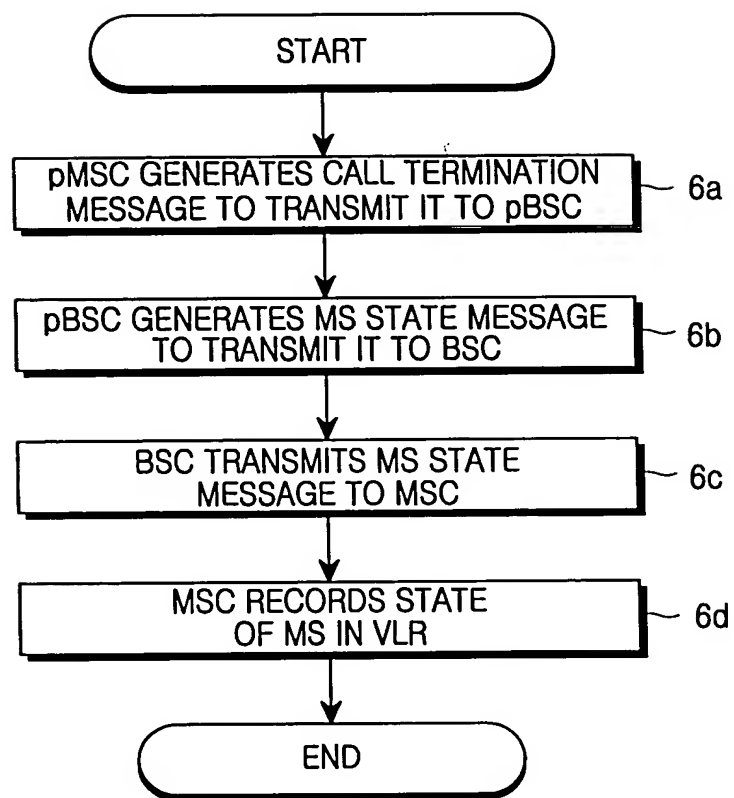 START
pMSC GENERATES CALL TERMINATION
MESSAGE TO TRANSMIT IT TO pBSC
6a
pBSC GENERATES MS STATE MESSAGE
TO TRANSMIT IT TO BSC
6b
BSC TRANSMITS MS STATE
MESSAGE TO MSC
6c
MSC RECORDS STATE
OF MS IN VLR
6d
END